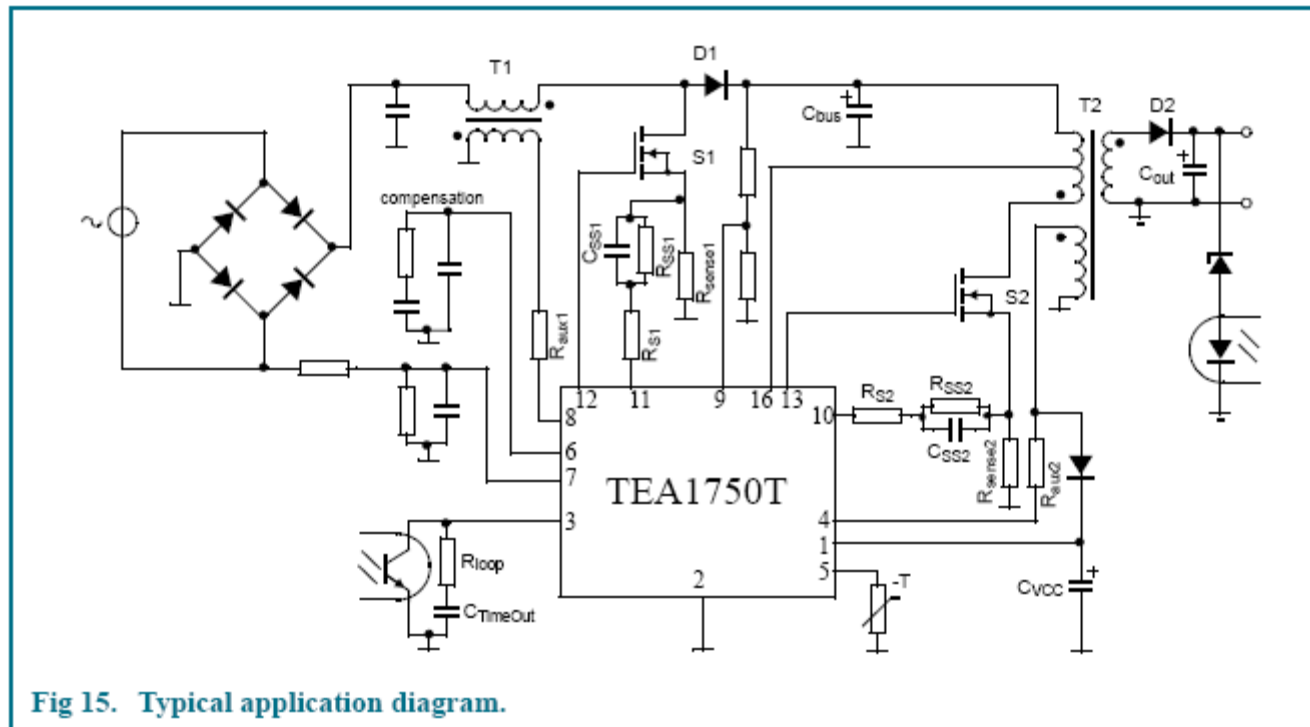 T1
D1
Cbus
T2
D2
Cout
S1
compensation
CSS1
RSS1
Rsense1
RS1
Raux1
S2
12
11
9
16
13
8
6
7
3
10
RS2
RSS2
CSS2
Rsense2
Raux2
TEA1750T
4
1
5
2
Rloop
CTimeOut
-T
CVCC
Fig 15. Typical application diagram.